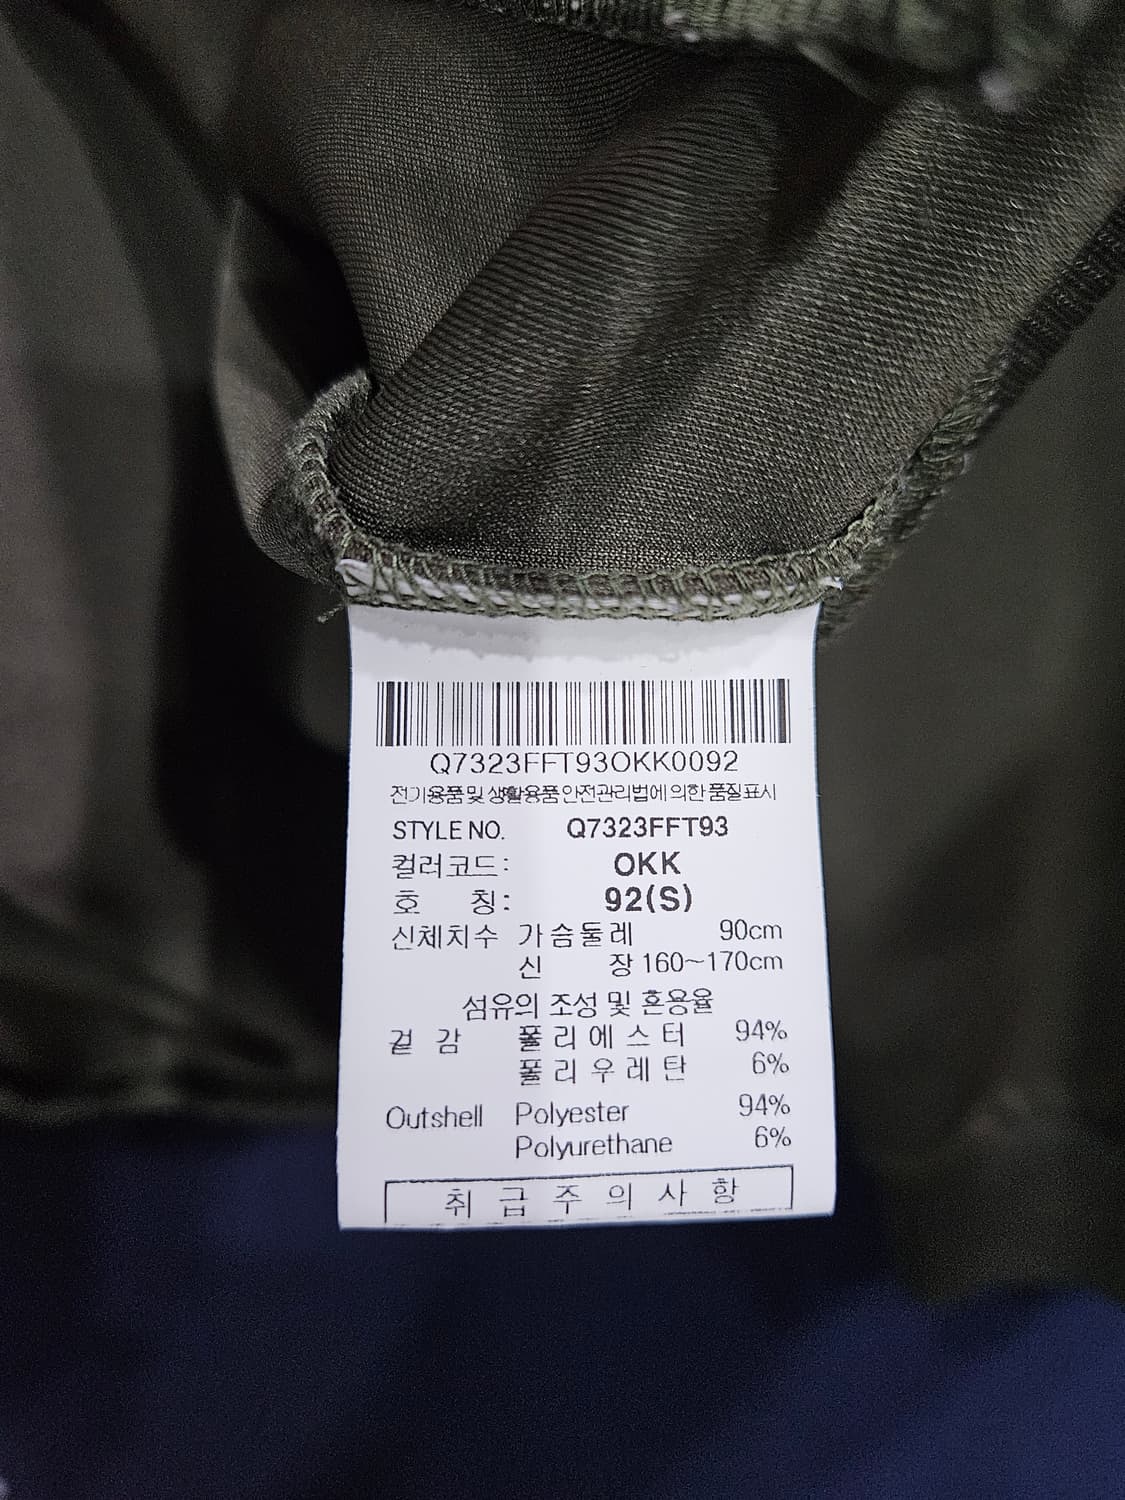 Q7323FFT93OKK0092
전기용품 및 생활용품 안전관리법에 의한 품질표시
STYLE NO. Q7323FFT93
컬러코드: OKK
호 칭: 92(S)
신체치수 가슴둘레 90cm
신 장 160~170cm
섬유의 조성 및 혼용율
겉 감 폴리에스터 94%
폴리우레탄 6%
Outshell Polyester 94%
Polyurethane 6%
취급주의사항